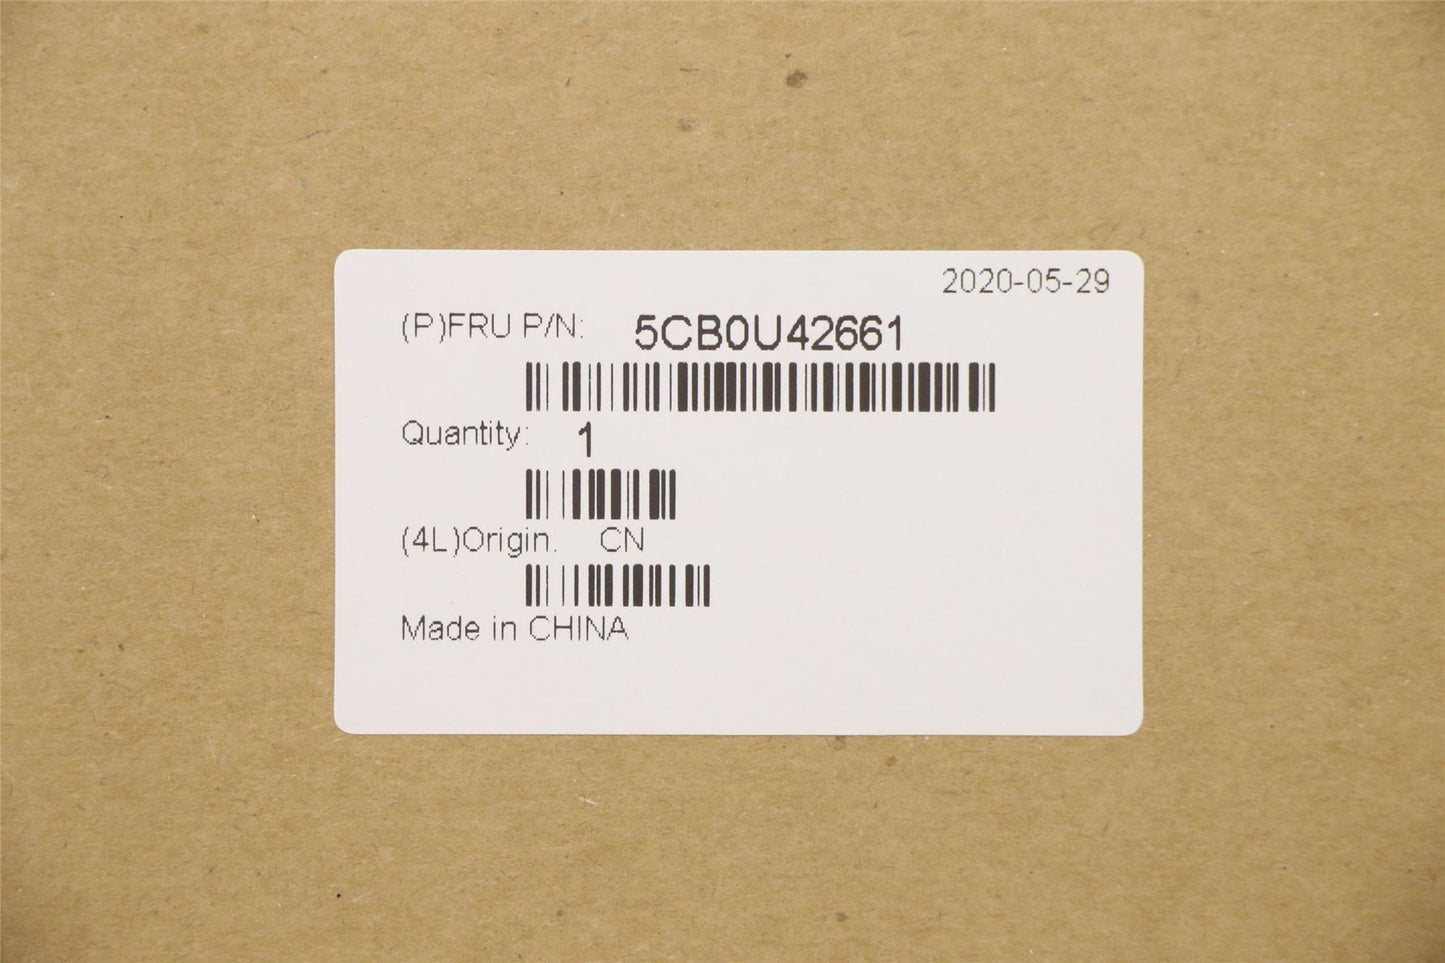 2020-05-29
(P)FRU P/N: 5CB0U42661
Quantity: 1
(4L)Origin: CN
Made in CHINA